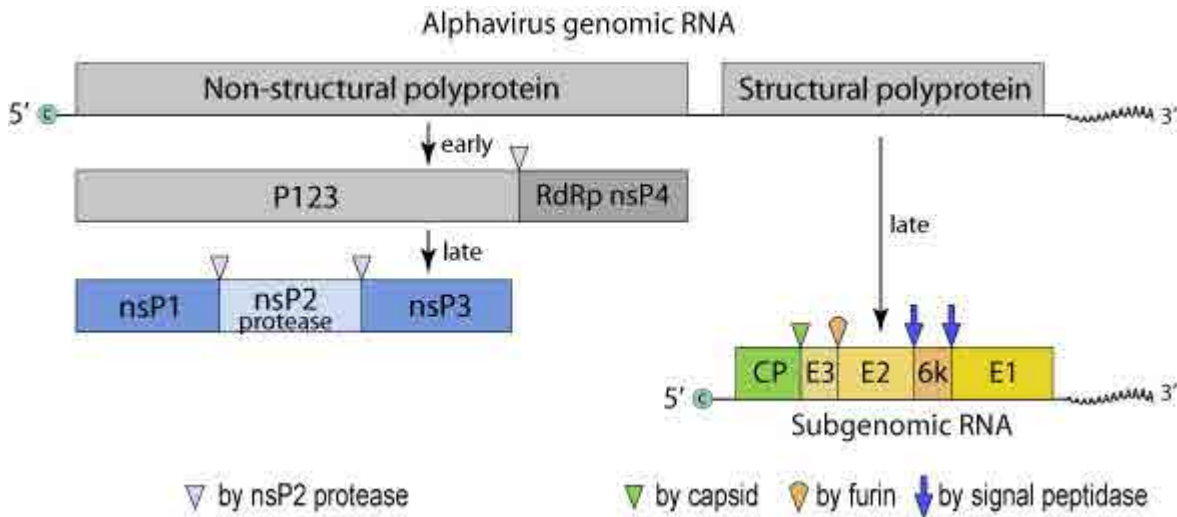 Alphavirus genomic RNA
Non-structural polyprotein
Structural polyprotein
5′ c
3′
early
P123
RdRp nsP4
late
late
nsP1
nsP2
protease
nsP3
CP E3 E2 6k E1
5′ c
3′
Subgenomic RNA
by nsP2 protease
by capsid
by furin
by signal peptidase